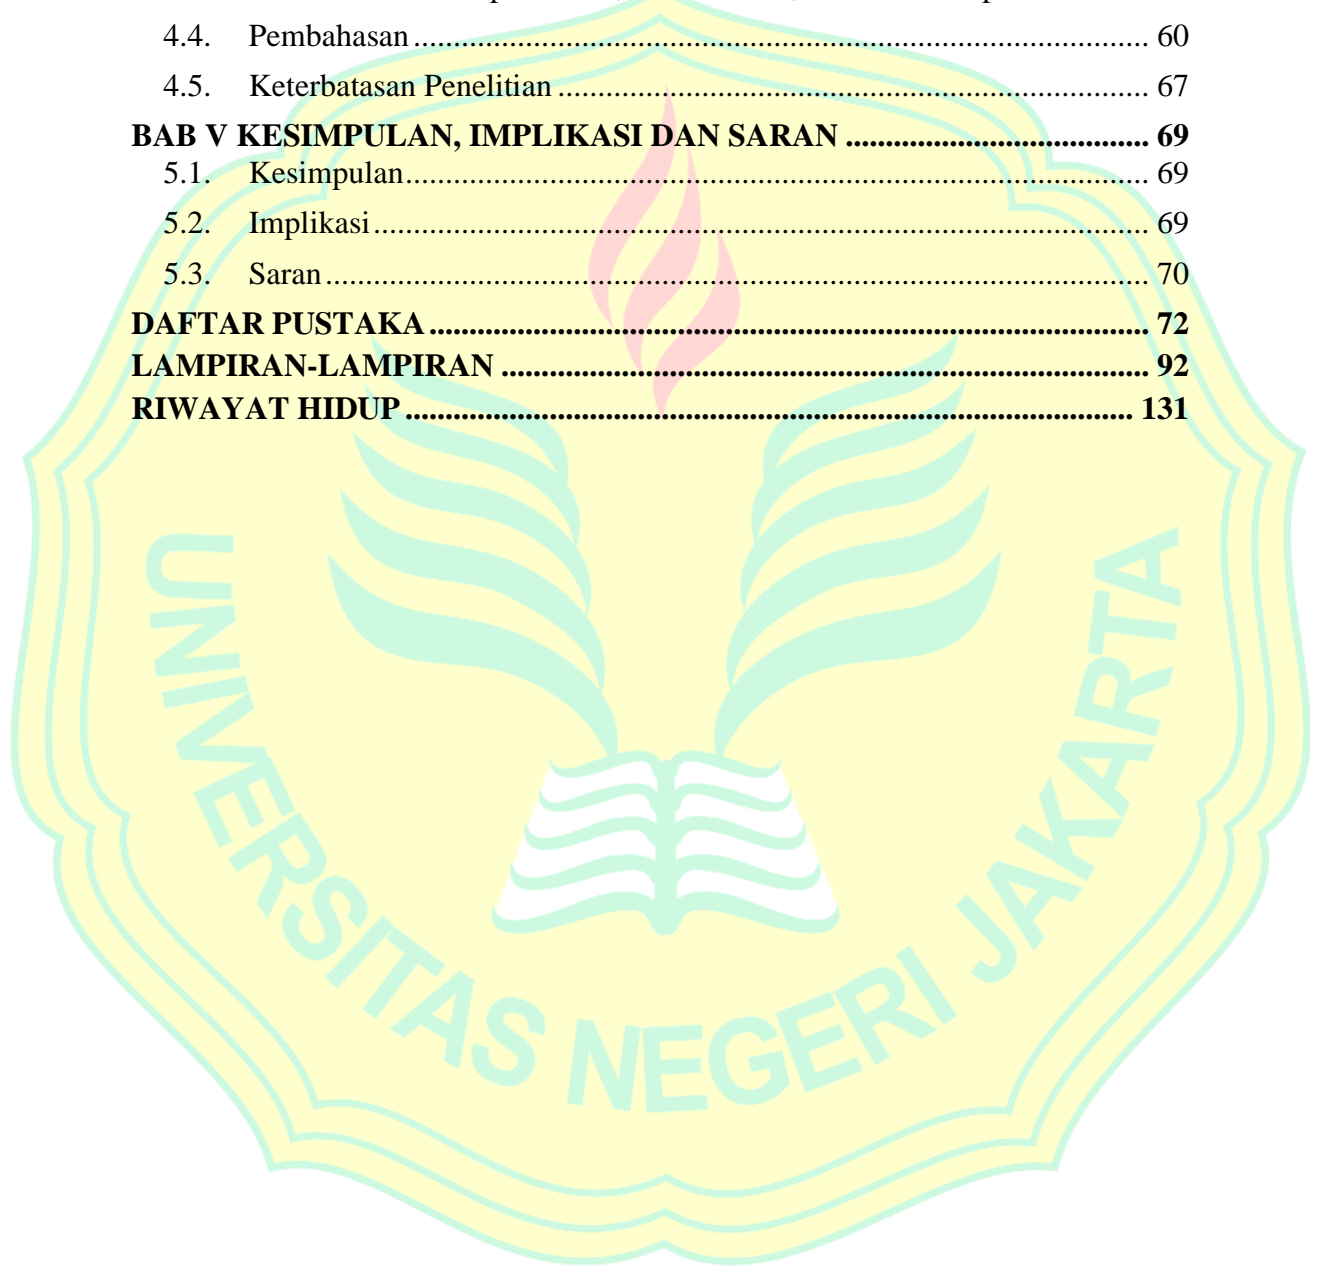 4.4. Pembahasan ............................................................ 60
4.5. Keterbatasan Penelitian ............................................................ 67
BAB V KESIMPULAN, IMPLIKASI DAN SARAN ............................................................ 69
5.1. Kesimpulan ............................................................ 69
5.2. Implikasi ............................................................ 69
5.3. Saran ............................................................ 70
DAFTAR PUSTAKA ............................................................ 72
LAMPIRAN-LAMPIRAN ............................................................ 92
RIWAYAT HIDUP ............................................................ 131
UNIVERSITAS NEGERI JAKARTA